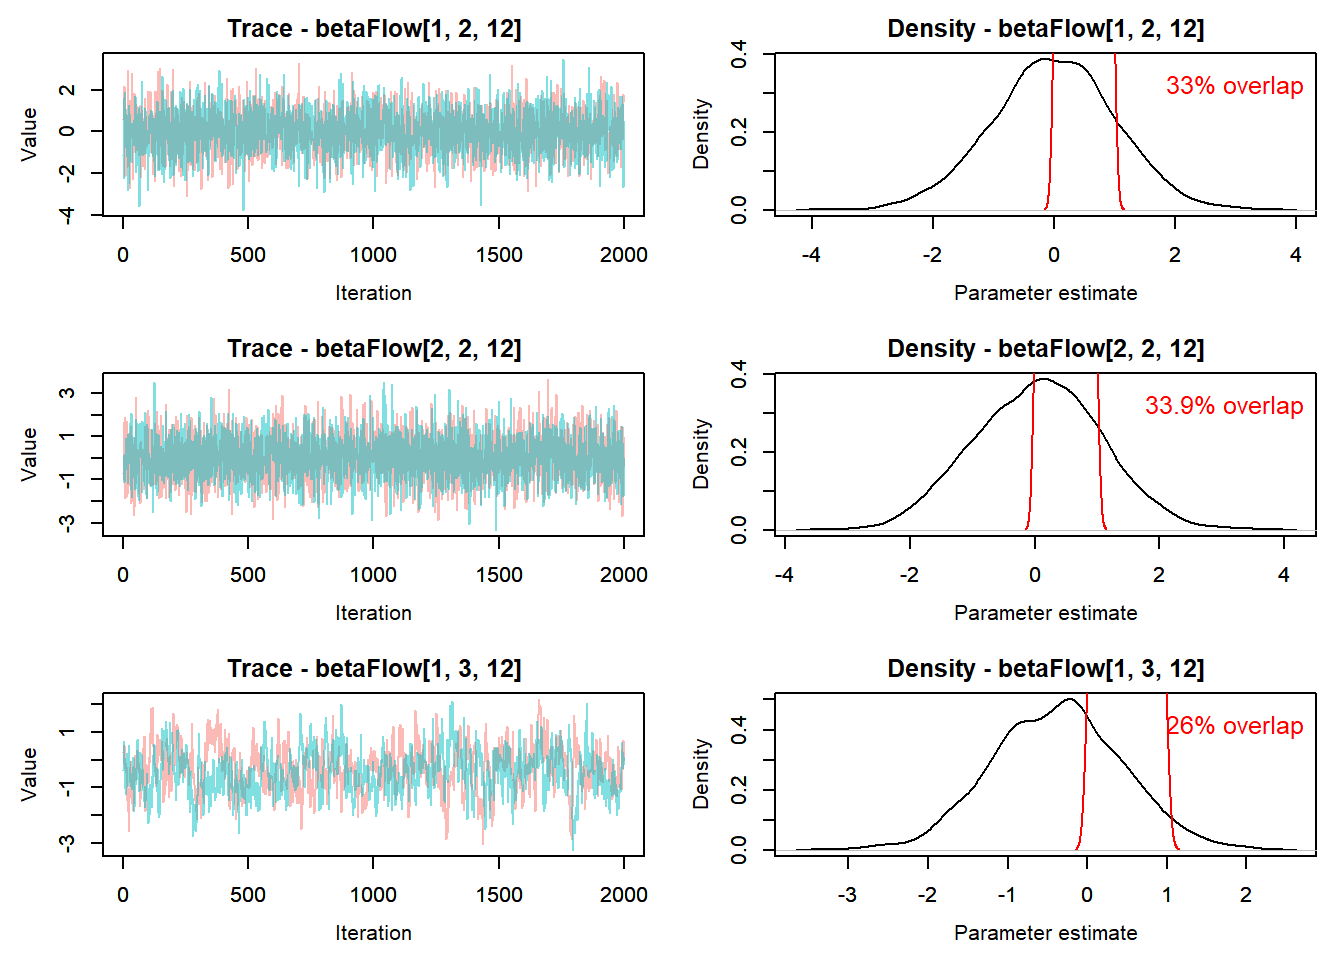 Trace - betaFlow[1, 2, 12]
Value
2
0
-2
-4
0 500 1000 1500 2000
Iteration
Density - betaFlow[1, 2, 12]
Density
0.4
0.2
0.0
33% overlap
-4 -2 0 2 4
Parameter estimate
Trace - betaFlow[2, 2, 12]
Value
3
1
-1
-3
0 500 1000 1500 2000
Iteration
Density - betaFlow[2, 2, 12]
Density
0.4
0.2
0.0
33.9% overlap
-4 -2 0 2 4
Parameter estimate
Trace - betaFlow[1, 3, 12]
Value
1
-1
-3
0 500 1000 1500 2000
Iteration
Density - betaFlow[1, 3, 12]
Density
0.4
0.2
0.0
26% overlap
-3 -2 -1 0 1 2
Parameter estimate